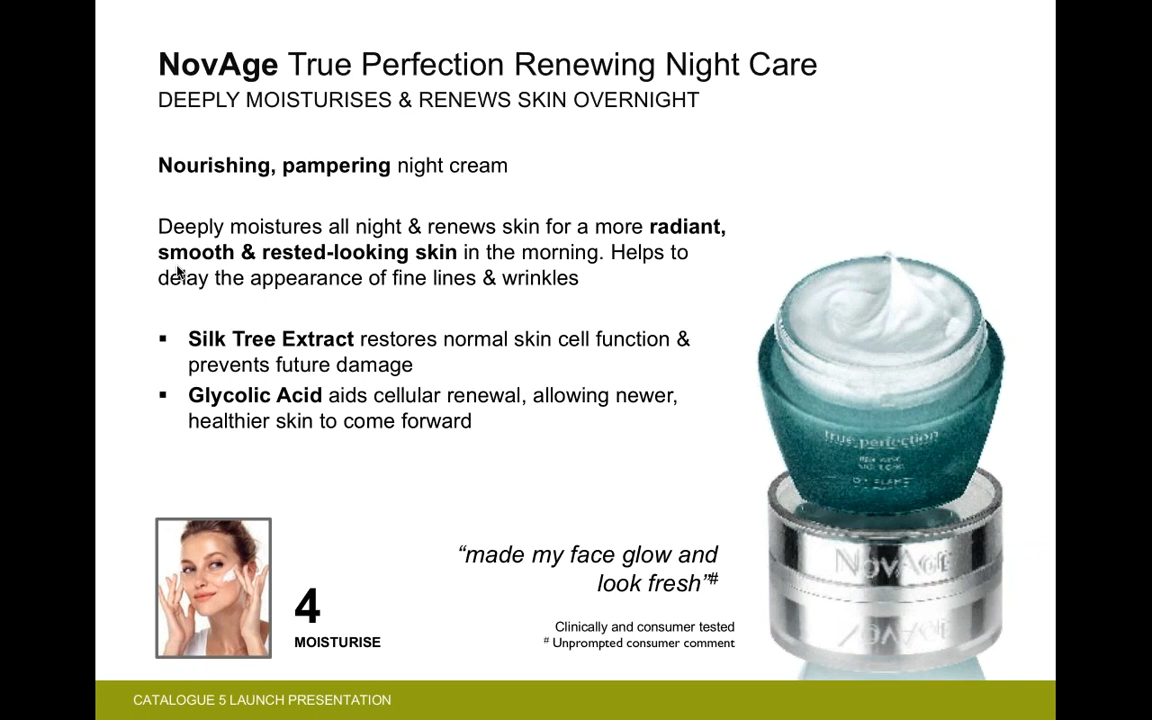 NovAge True Perfection Renewing Night Care
DEEPLY MOISTURISES & RENEWS SKIN OVERNIGHT
Nourishing, pampering night cream
Deeply moistures all night & renews skin for a more radiant,
smooth & rested-looking skin in the morning. Helps to
delay the appearance of fine lines & wrinkles
▪ Silk Tree Extract restores normal skin cell function &
prevents future damage
▪ Glycolic Acid aids cellular renewal, allowing newer,
healthier skin to come forward
true perfection
ORIFLAME
NovAge
4
MOISTURISE
“made my face glow and
look fresh”#
Clinically and consumer tested
# Unprompted consumer comment
CATALOGUE 5 LAUNCH PRESENTATION